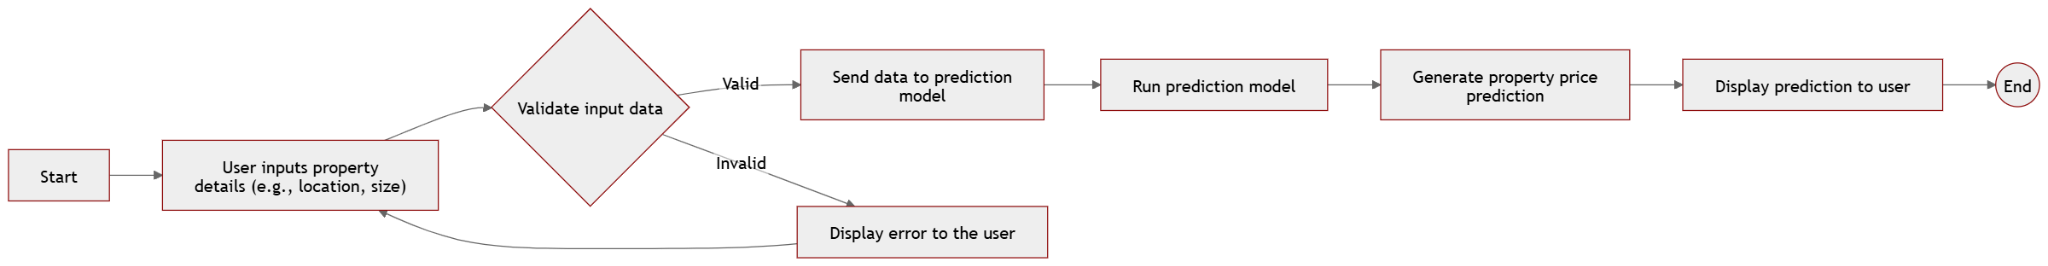 Start
User inputs property
details (e.g., location, size)
Validate input data
Valid
Invalid
Send data to prediction
model
Run prediction model
Generate property price
prediction
Display prediction to user
End
Display error to the user